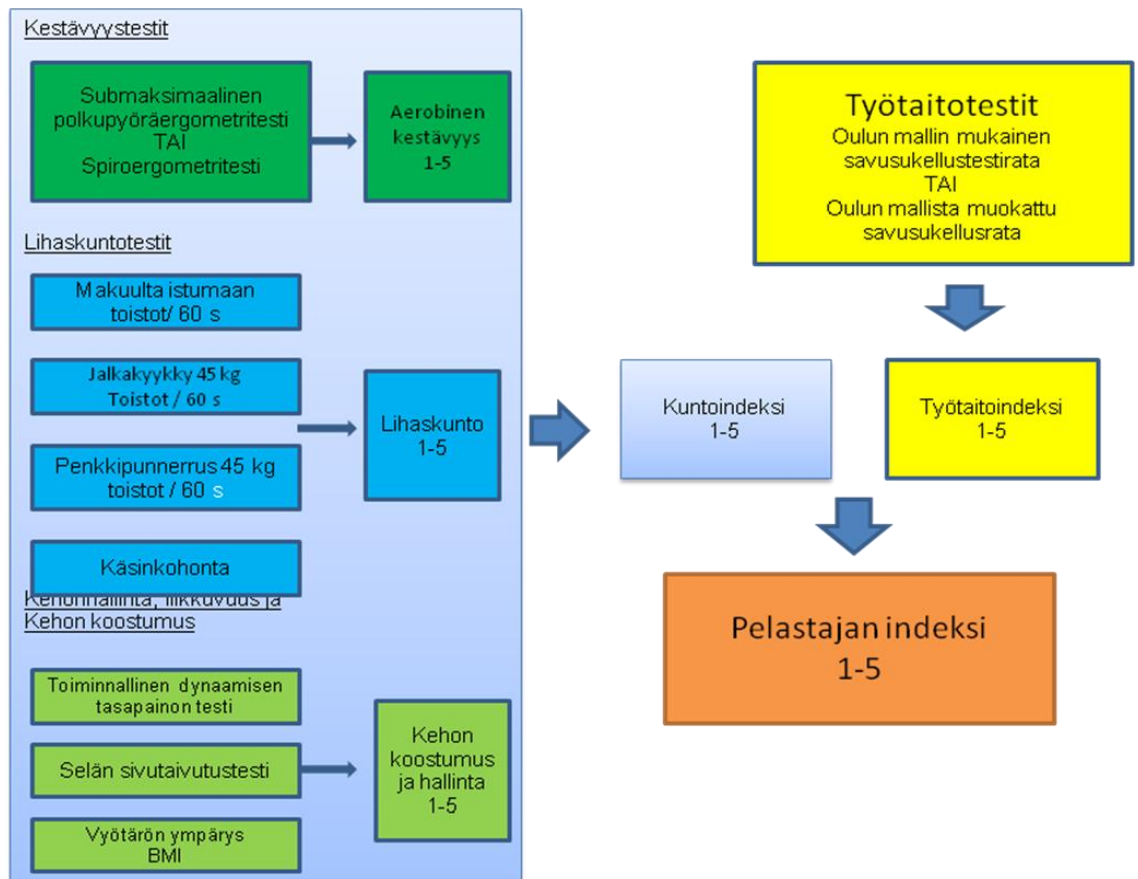 Kestävyystestit
Submaksimaalinen
polkupyöräergometritesti
TAI
Spiroergometritesti
Aerobinen
kestävyys
1-5
Lihaskuntotestit
Makuulta istumaan
toistot/ 60 s
Jalkakyykky 45 kg
Toistot / 60 s
Penkkipunnerrus 45 kg
toistot / 60 s
Käsinkohonta
Lihaskunto
1-5
Kehonhallinta, liikkuvuus ja
Kehon koostumus
Toiminnallinen dynaamisen
tasapainon testi
Selän sivutaivutustesti
Vyötärön ympärys
BMI
Kehon
koostumus
ja hallinta
1-5
Työtaitotestit
Oulun mallin mukainen
savusukellustestirata
TAI
Oulun mallista muokattu
savusukellusrata
Kuntoindeksi
1-5
Työtaitoindeksi
1-5
Pelastajan indeksi
1-5